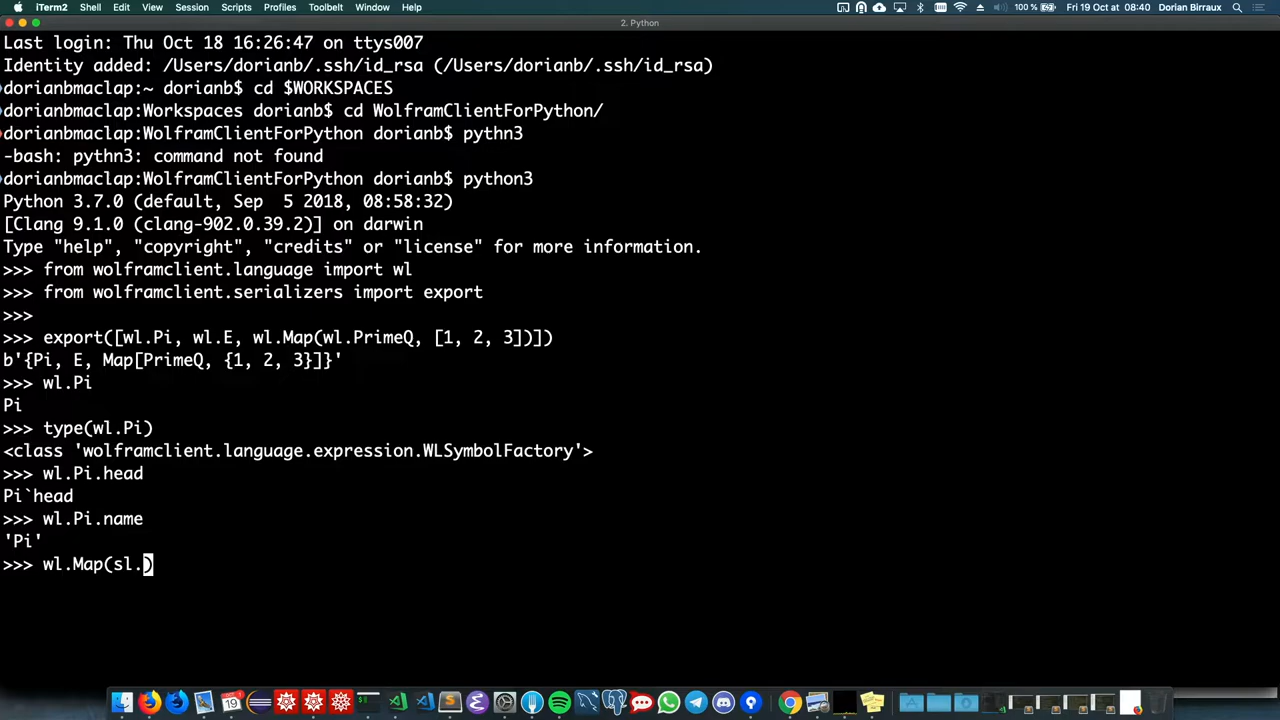 iTerm2 Shell Edit View Session Scripts Profiles Toolbelt Window Help 100 % Fri 19 Oct at 08:40 Dorian Birraux
2. Python
Last login: Thu Oct 18 16:26:47 on ttys007
Identity added: /Users/dorianb/.ssh/id_rsa (/Users/dorianb/.ssh/id_rsa)
dorianbmaclap:~ dorianb$ cd $WORKSPACES
dorianbmaclap:Workspaces dorianb$ cd WolframClientForPython/
dorianbmaclap:WolframClientForPython dorianb$ pythn3
-bash: pythn3: command not found
dorianbmaclap:WolframClientForPython dorianb$ python3
Python 3.7.0 (default, Sep  5 2018, 08:58:32)
[Clang 9.1.0 (clang-902.0.39.2)] on darwin
Type "help", "copyright", "credits" or "license" for more information.
>>> from wolframclient.language import wl
>>> from wolframclient.serializers import export
>>>
>>> export([wl.Pi, wl.E, wl.Map(wl.PrimeQ, [1, 2, 3])])
b'{Pi, E, Map[PrimeQ, {1, 2, 3}]}'
>>> wl.Pi
Pi
>>> type(wl.Pi)
<class 'wolframclient.language.expression.WLSymbolFactory'>
>>> wl.Pi.head
Pi`head
>>> wl.Pi.name
'Pi'
>>> wl.Map(sl.)